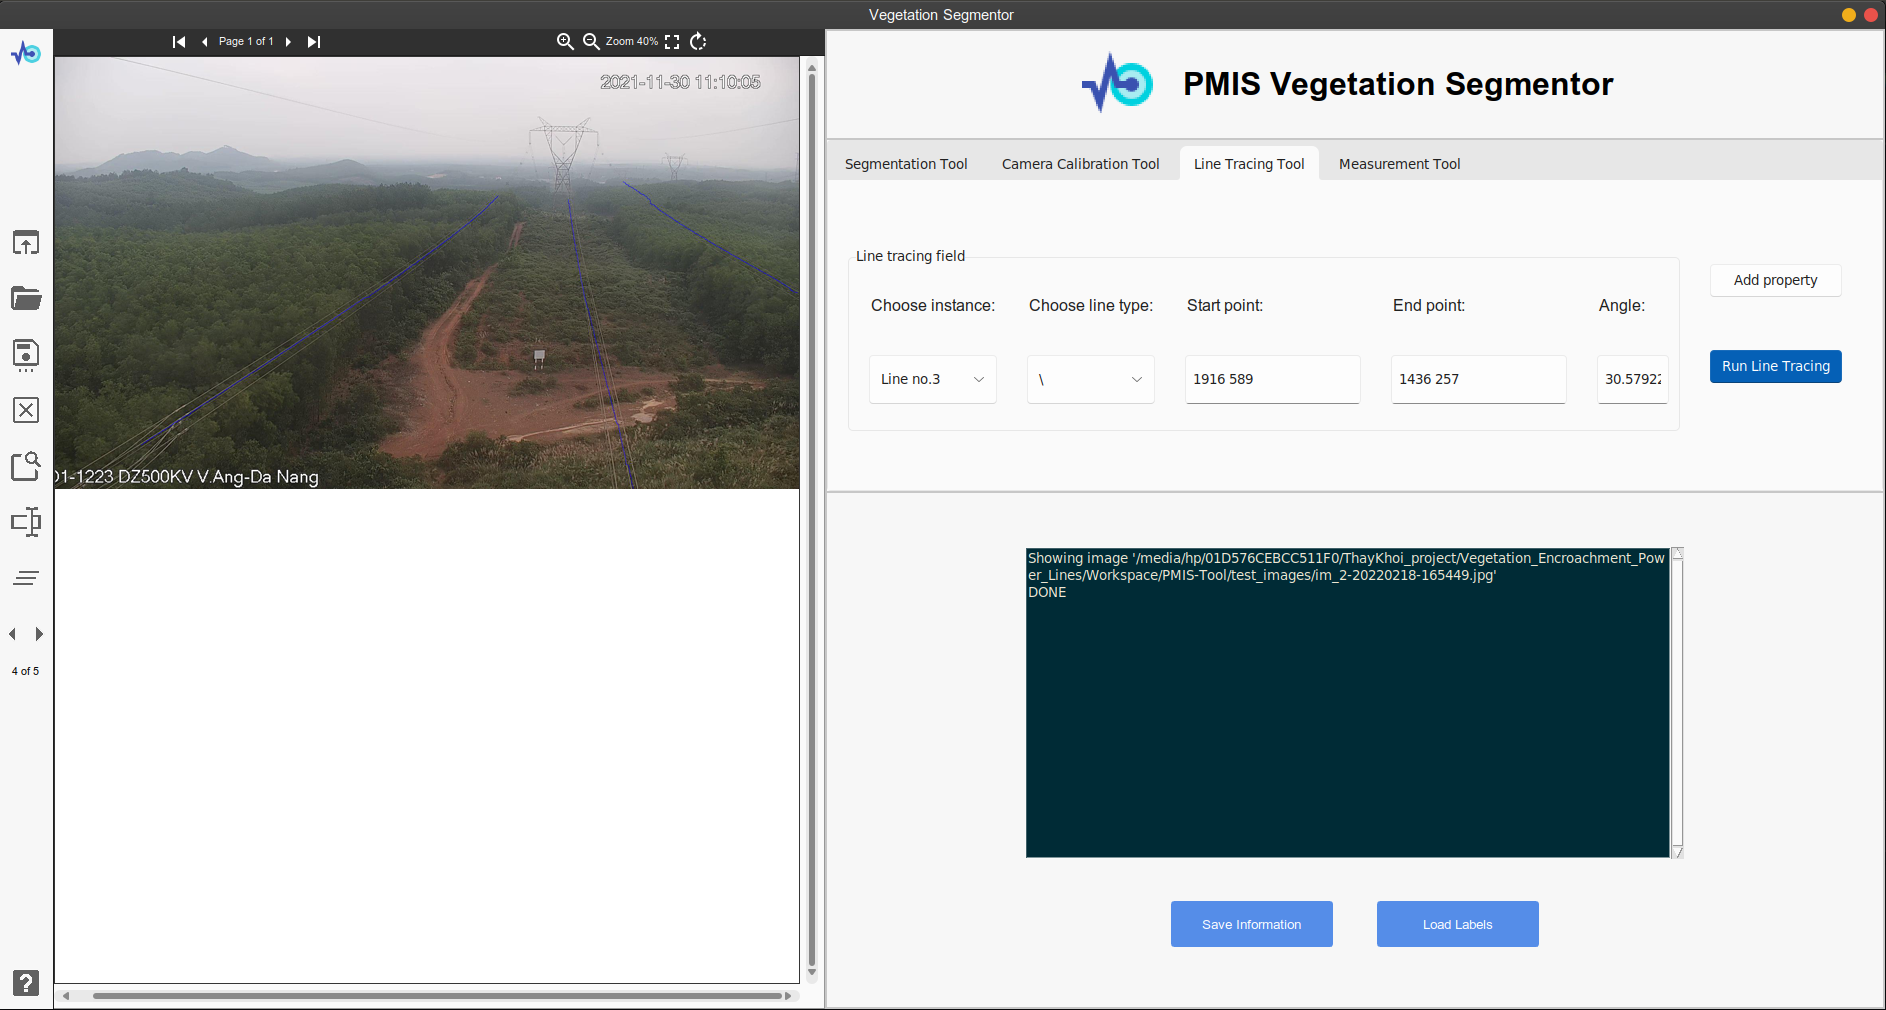 Vegetation Segmentor
Page 1 of 1
Zoom 40%
2021-11-30 11:10:05
01-1223 DZ500KV V.Ang-Da Nang
4 of 5
?
PMIS Vegetation Segmentor
Segmentation Tool
Camera Calibration Tool
Line Tracing Tool
Measurement Tool
Line tracing field
Choose instance:
Choose line type:
Start point:
End point:
Angle:
Line no.3
\
1916 589
1436 257
30.57922
Add property
Run Line Tracing
Showing image '/media/hp/01D576CEBCC511F0/ThayKhoi_project/Vegetation_Encroachment_Pow
er_Lines/Workspace/PMIS-Tool/test_images/im_2-20220218-165449.jpg'
DONE
Save Information
Load Labels